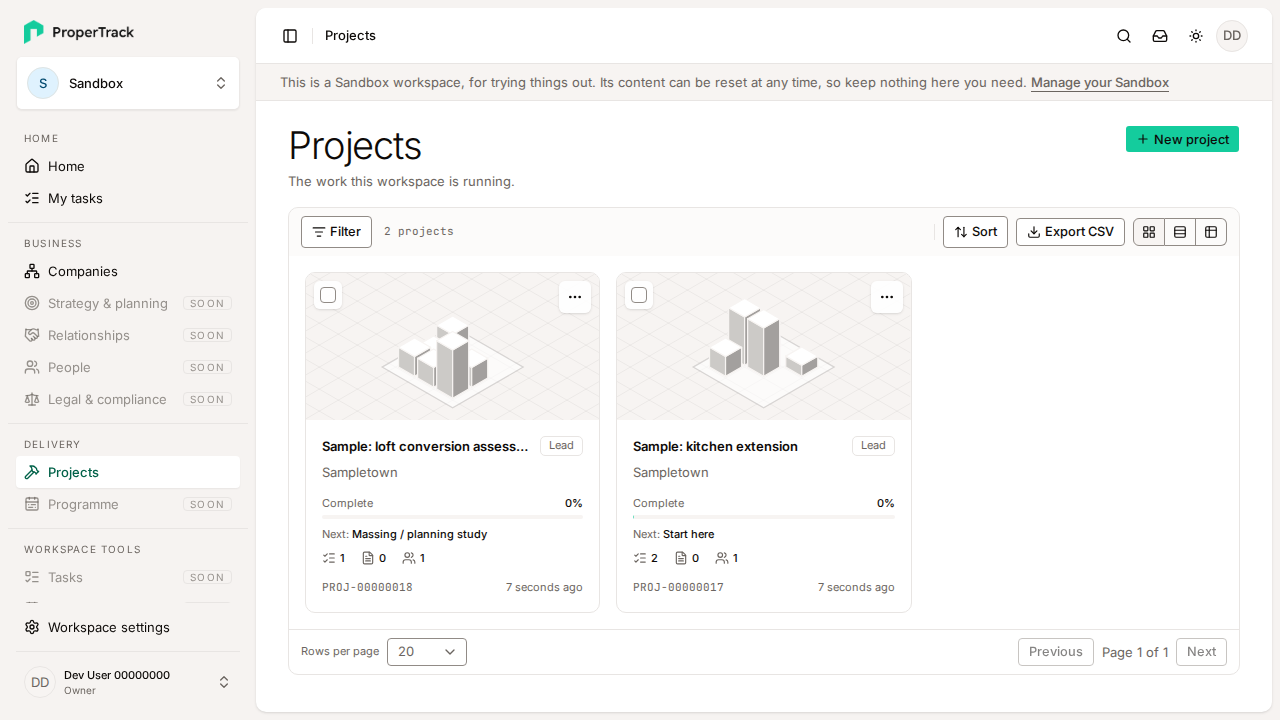 ProperTrack
S Sandbox
HOME
Home
My tasks
BUSINESS
Companies
Strategy & planning SOON
Relationships SOON
People SOON
Legal & compliance SOON
DELIVERY
Projects
Programme SOON
WORKSPACE TOOLS
Tasks SOON
Workspace settings
DD Dev User 00000000
Owner
Projects
DD
This is a Sandbox workspace, for trying things out. Its content can be reset at any time, so keep nothing here you need. Manage your Sandbox
Projects
New project
The work this workspace is running.
Filter 2 projects Sort Export CSV
Sample: loft conversion assess... Lead
Sampletown
Complete 0%
Next: Massing / planning study
1 0 1
PROJ-00000018 7 seconds ago
Sample: kitchen extension Lead
Sampletown
Complete 0%
Next: Start here
2 0 1
PROJ-00000017 7 seconds ago
Rows per page 20 Previous Page 1 of 1 Next